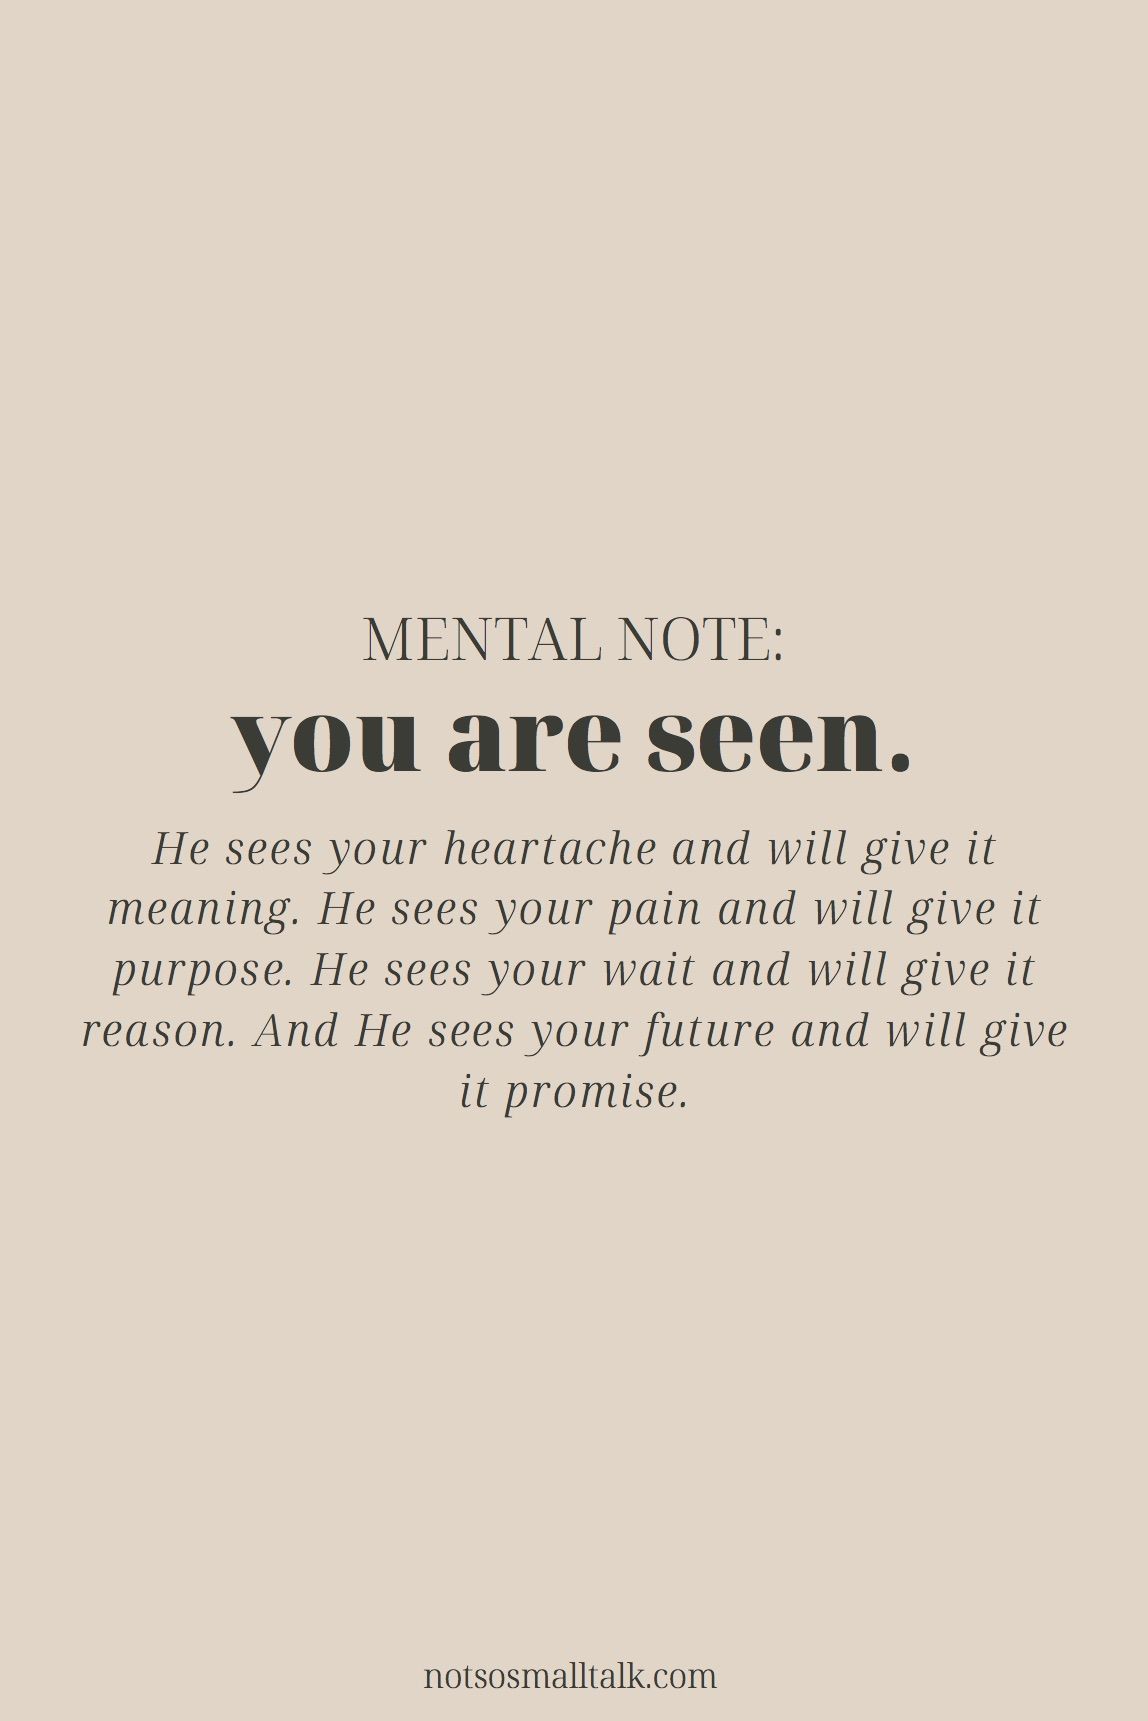 MENTAL NOTE:
you are seen.
He sees your heartache and will give it
meaning. He sees your pain and will give it
purpose. He sees your wait and will give it
reason. And He sees your future and will give
it promise.
notsosmalltalk.com